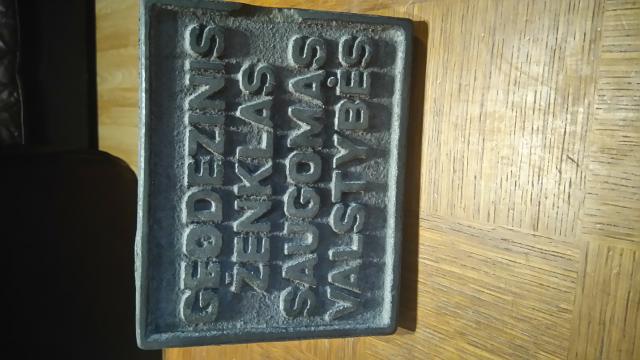 GEODEZINIS
ŽENKLAS
SAUGOMAS
VALSTYBĖS